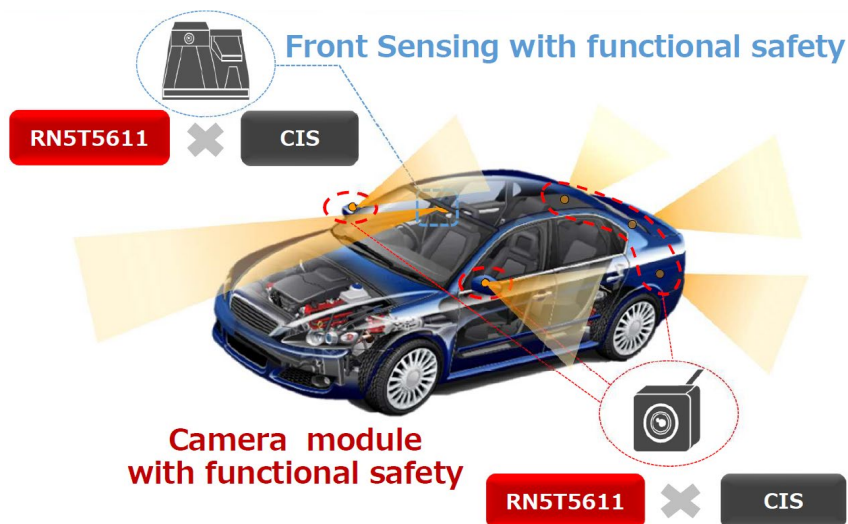 Front Sensing with functional safety
RN5T5611
CIS
Camera module
with functional safety
RN5T5611
CIS